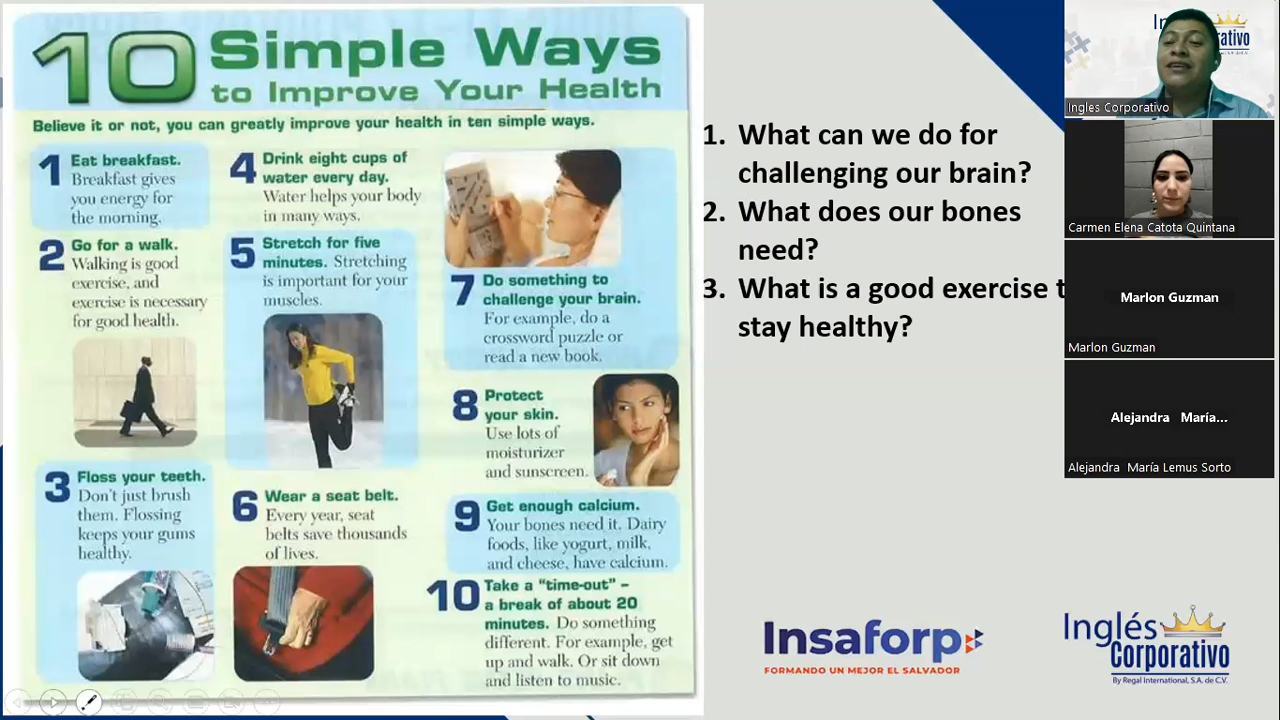 10 Simple Ways
to Improve Your Health
Believe it or not, you can greatly improve your health in ten simple ways.
1 Eat breakfast.
Breakfast gives
you energy for
the morning.
2 Go for a walk.
Walking is good
exercise, and
exercise is necessary
for good health.
3 Floss your teeth.
Don't just brush
them. Flossing
keeps your gums
healthy.
4 Drink eight cups of
water every day.
Water helps your body
in many ways.
5 Stretch for five
minutes. Stretching
is important for your
muscles.
6 Wear a seat belt.
Every year, seat
belts save thousands
of lives.
7 Do something to
challenge your brain.
For example, do a
crossword puzzle or
read a new book.
8 Protect
your skin.
Use lots of
moisturizer
and sunscreen.
9 Get enough calcium.
Your bones need it. Dairy
foods, like yogurt, milk,
and cheese, have calcium.
10 Take a "time-out" –
a break of about 20
minutes. Do something
different. For example, get
up and walk. Or sit down
and listen to music.
1. What can we do for
challenging our brain?
2. What does our bones
need?
3. What is a good exercise t
stay healthy?
Insaforp
FORMANDO UN MEJOR EL SALVADOR
Inglés
Corporativo
By Regal International, S.A. de C.V.
Ingles Corporativo
Carmen Elena Catota Quintana
Marlon Guzman
Marlon Guzman
Alejandra María...
Alejandra María Lemus Sorto